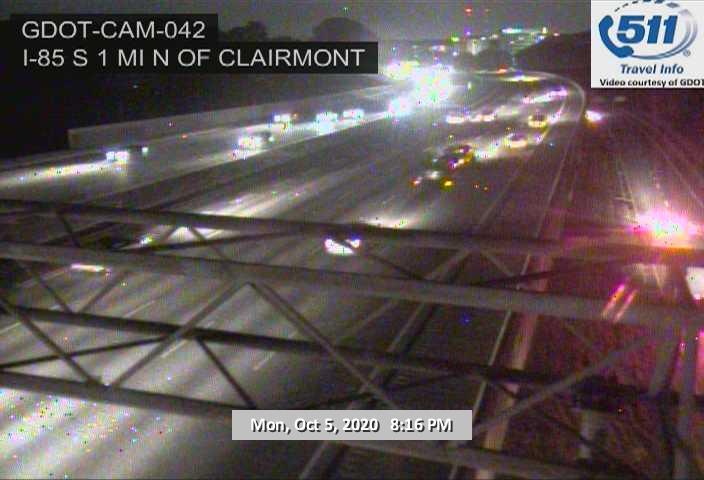 GDOT-CAM-042
I-85 S 1 MI N OF CLAIRMONT
511
Travel Info
Video courtesy of GDOT
Mon, Oct 5, 2020 8:16 PM